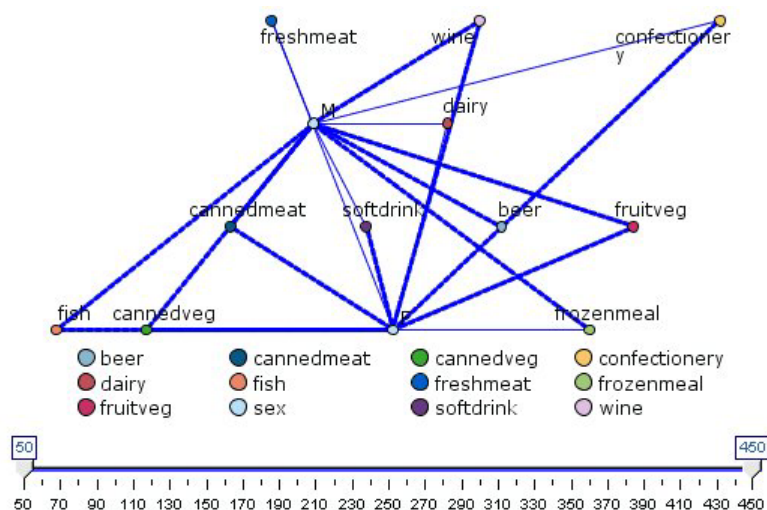 freshmeat
wine
confectioner
y
M
dairy
cannedmeat
softdrink
beer
fruitveg
fish
cannedveg
F
frozenmeal
beer
cannedmeat
cannedveg
confectionery
dairy
fish
freshmeat
frozenmeal
fruitveg
sex
softdrink
wine
50
450
50 70 90 110 130 150 170 190 210 230 250 270 290 310 330 350 370 390 410 430 450